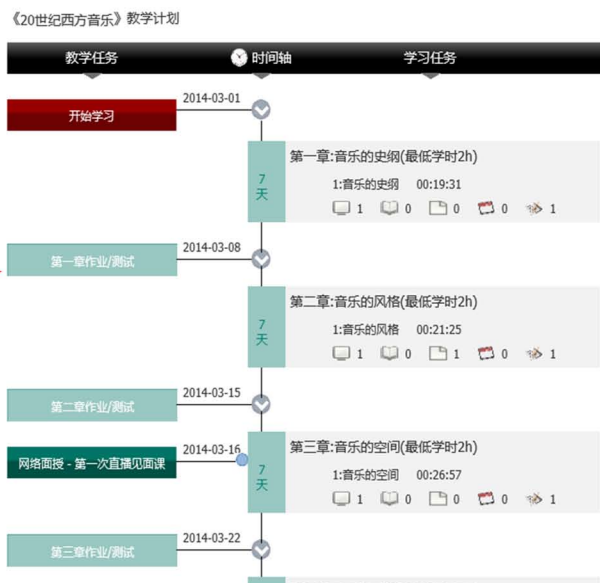 《20世纪西方音乐》教学计划
教学任务 时间轴 学习任务
2014-03-01
开始学习
第一章:音乐的史纲(最低学时2h)
7天
1:音乐的史纲 00:19:31
1 0 0 0 1
2014-03-08
第一章作业/测试
第二章:音乐的风格(最低学时2h)
7天
1:音乐的风格 00:21:25
1 0 1 0 1
2014-03-15
第二章作业/测试
2014-03-16
网络面授 - 第一次直播见面课
第三章:音乐的空间(最低学时2h)
7天
1:音乐的空间 00:26:57
1 0 0 0 1
2014-03-22
第三章作业/测试